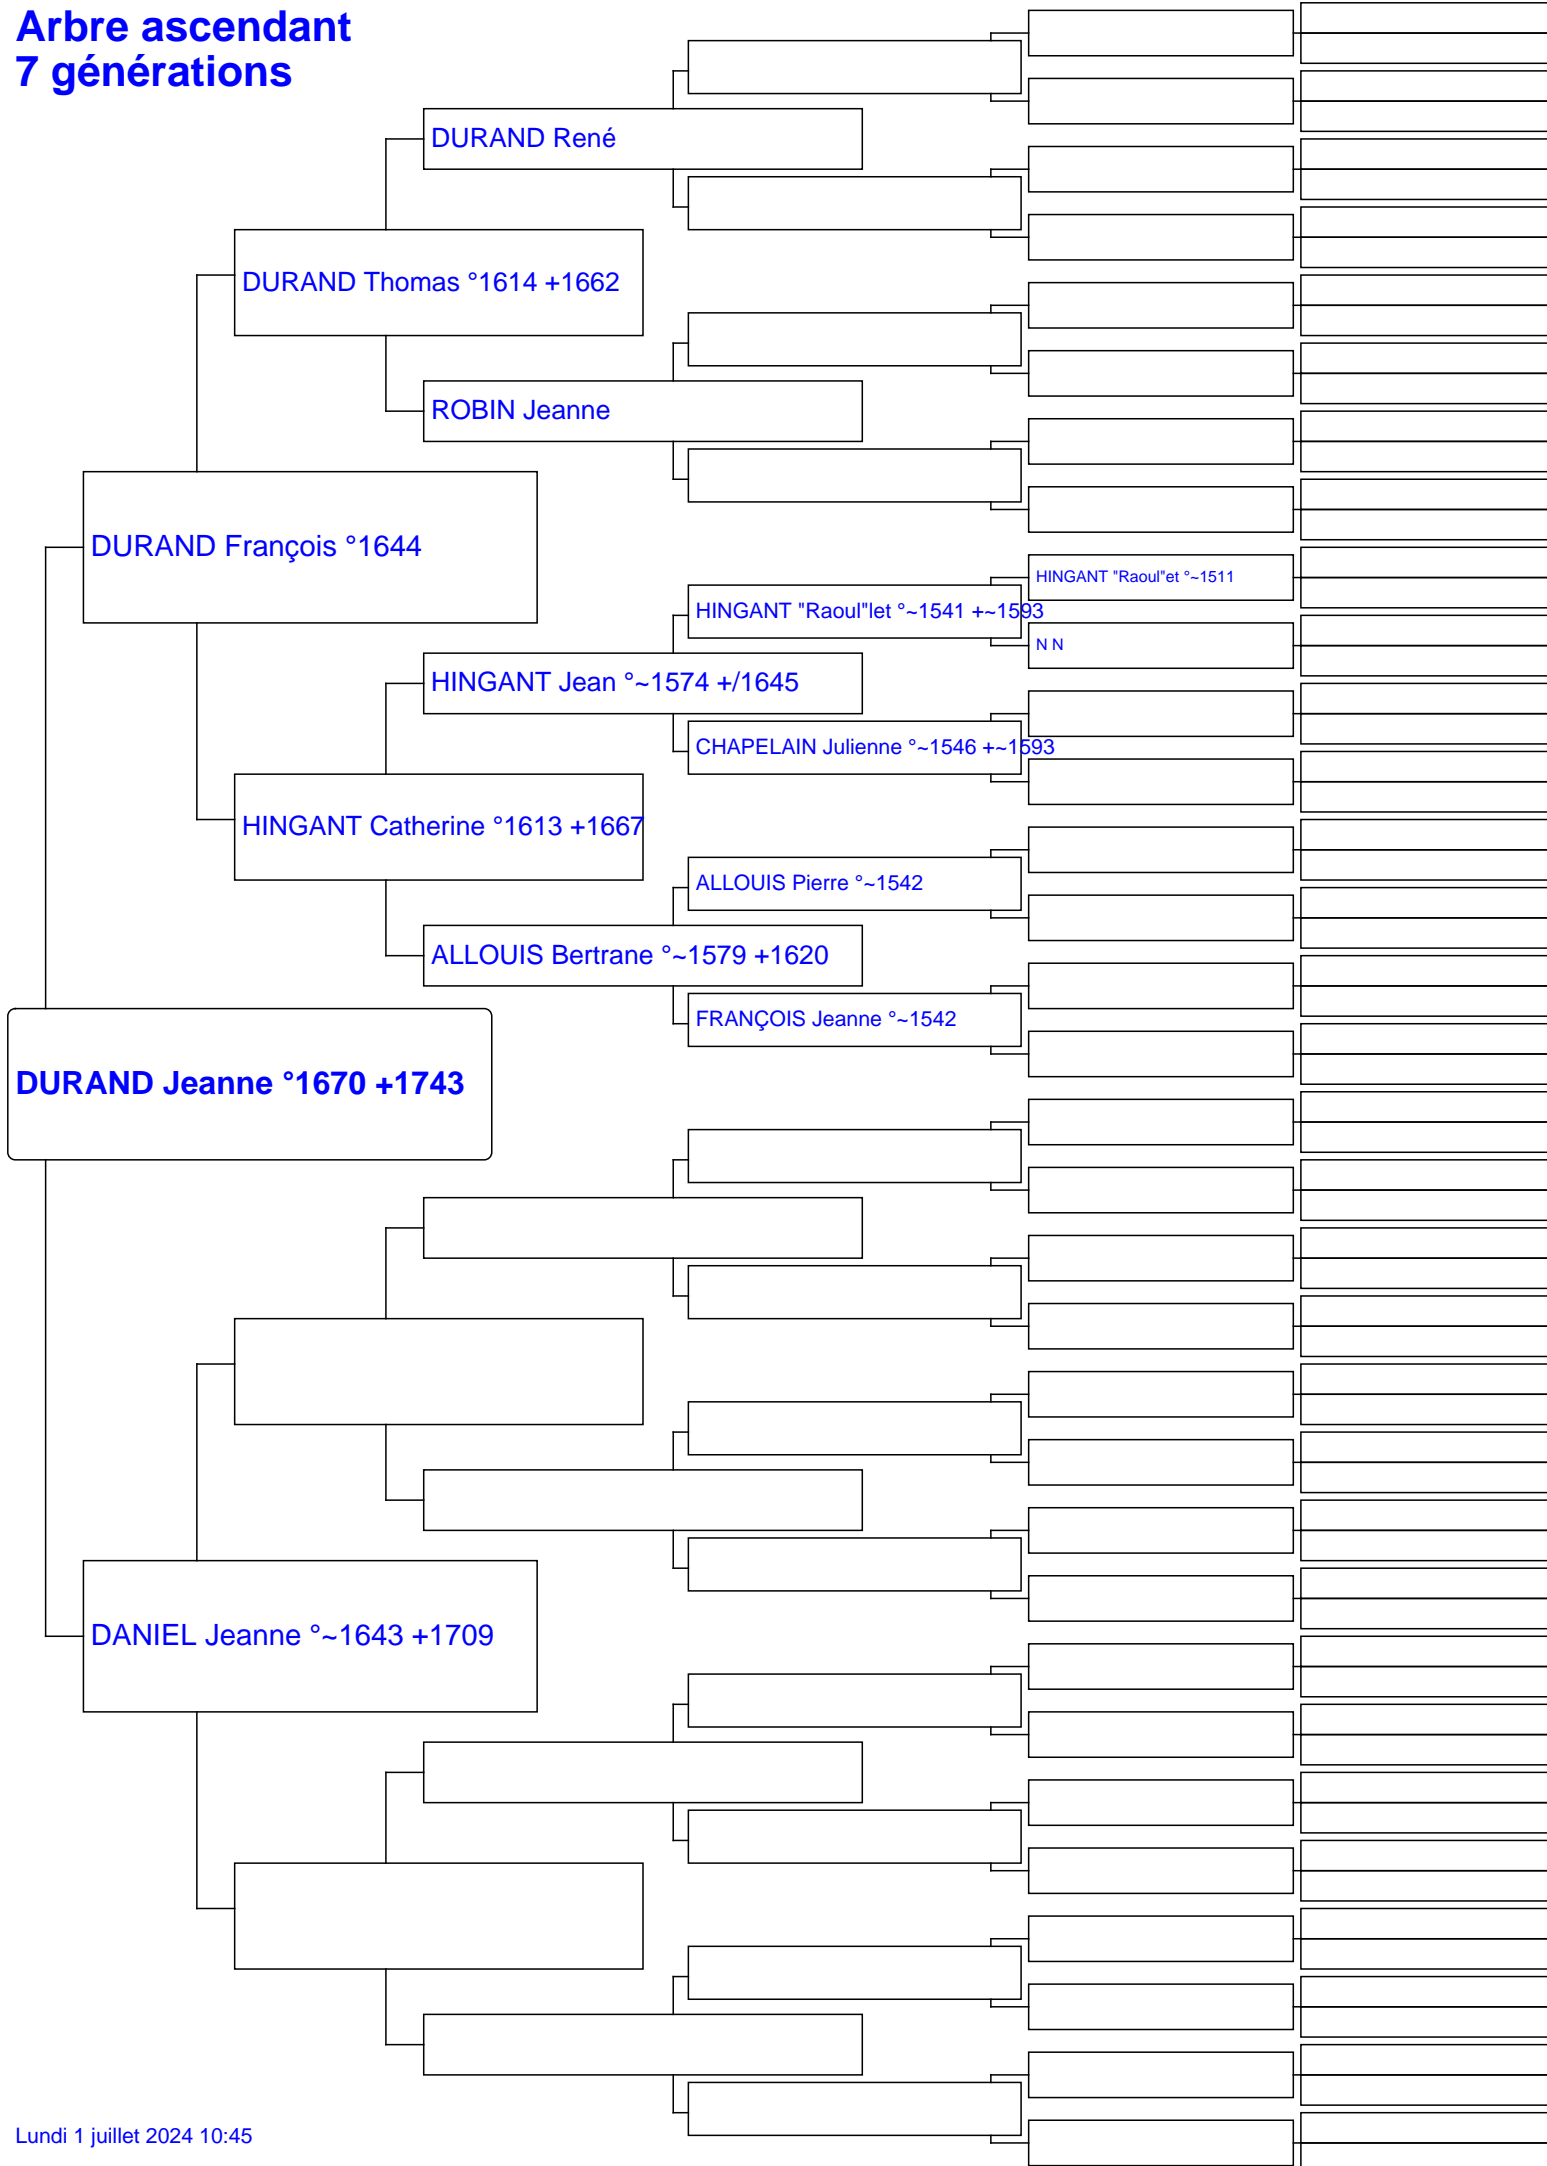 Arbre ascendant
7 générations
DURAND René
DURAND Thomas °1614 +1662
ROBIN Jeanne
DURAND François °1644
HINGANT "Raoul"et °~1511
HINGANT "Raoul"let °~1541 +~1593
N N
HINGANT Jean °~1574 +/1645
CHAPELAIN Julienne °~1546 +~1593
HINGANT Catherine °1613 +1667
ALLOUIS Pierre °~1542
ALLOUIS Bertrane °~1579 +1620
FRANÇOIS Jeanne °~1542
DURAND Jeanne °1670 +1743
DANIEL Jeanne °~1643 +1709
Lundi 1 juillet 2024 10:45